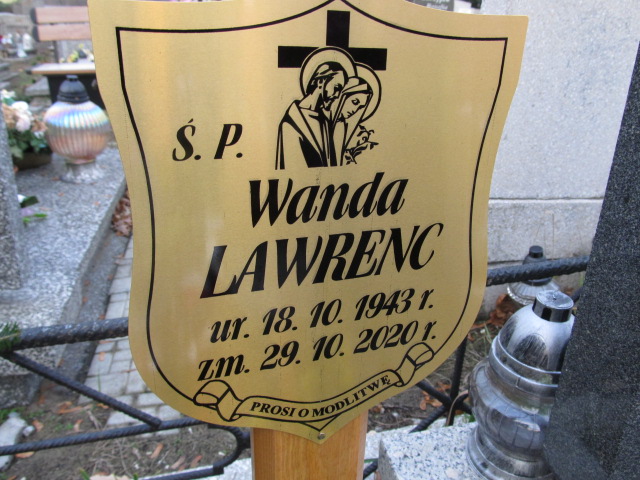 Ś. P.
Wanda
LAWRENC
ur. 18. 10. 1943 r.
zm. 29. 10. 2020 r.
PROSI O MODLITWĘ